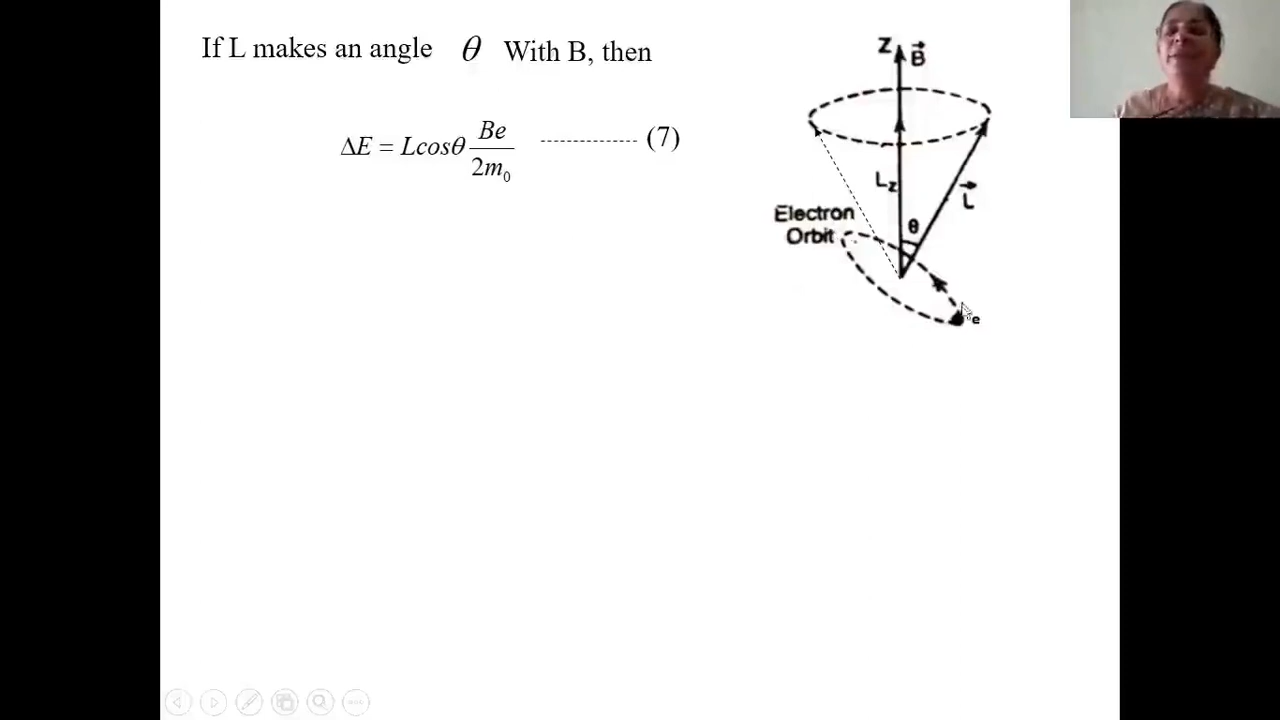 If L makes an angle θ With B, then
ΔE = Lcosθ Be/2m₀ -------------- (7)
Z B⃗
L_z
L⃗
θ
Electron
Orbit
e